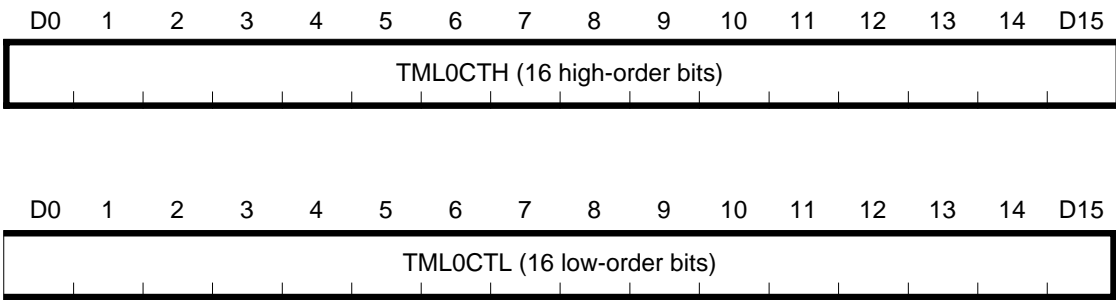 D0 1 2 3 4 5 6 7 8 9 10 11 12 13 14 D15
TML0CTH (16 high-order bits)
D0 1 2 3 4 5 6 7 8 9 10 11 12 13 14 D15
TML0CTL (16 low-order bits)